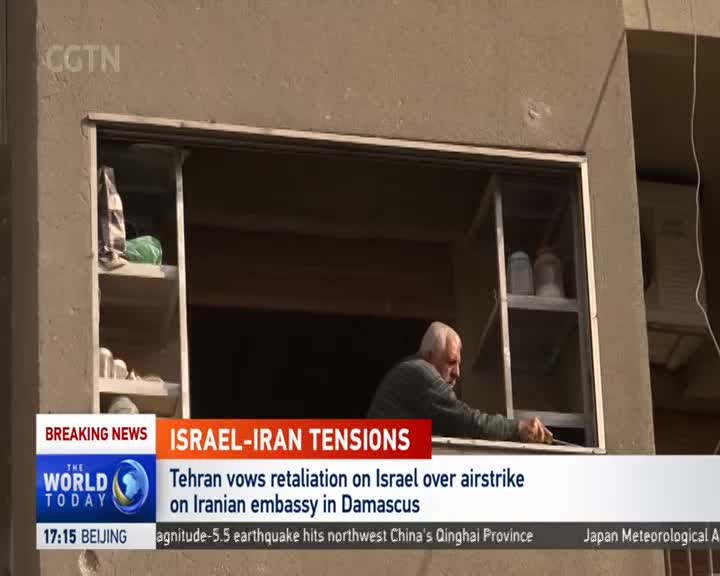 CGTN
BREAKING NEWS
ISRAEL-IRAN TENSIONS
THE
WORLD
TODAY
Tehran vows retaliation on Israel over airstrike
on Iranian embassy in Damascus
17:15 BEIJING
agnitude-5.5 earthquake hits northwest China's Qinghai Province
Japan Meteorological A